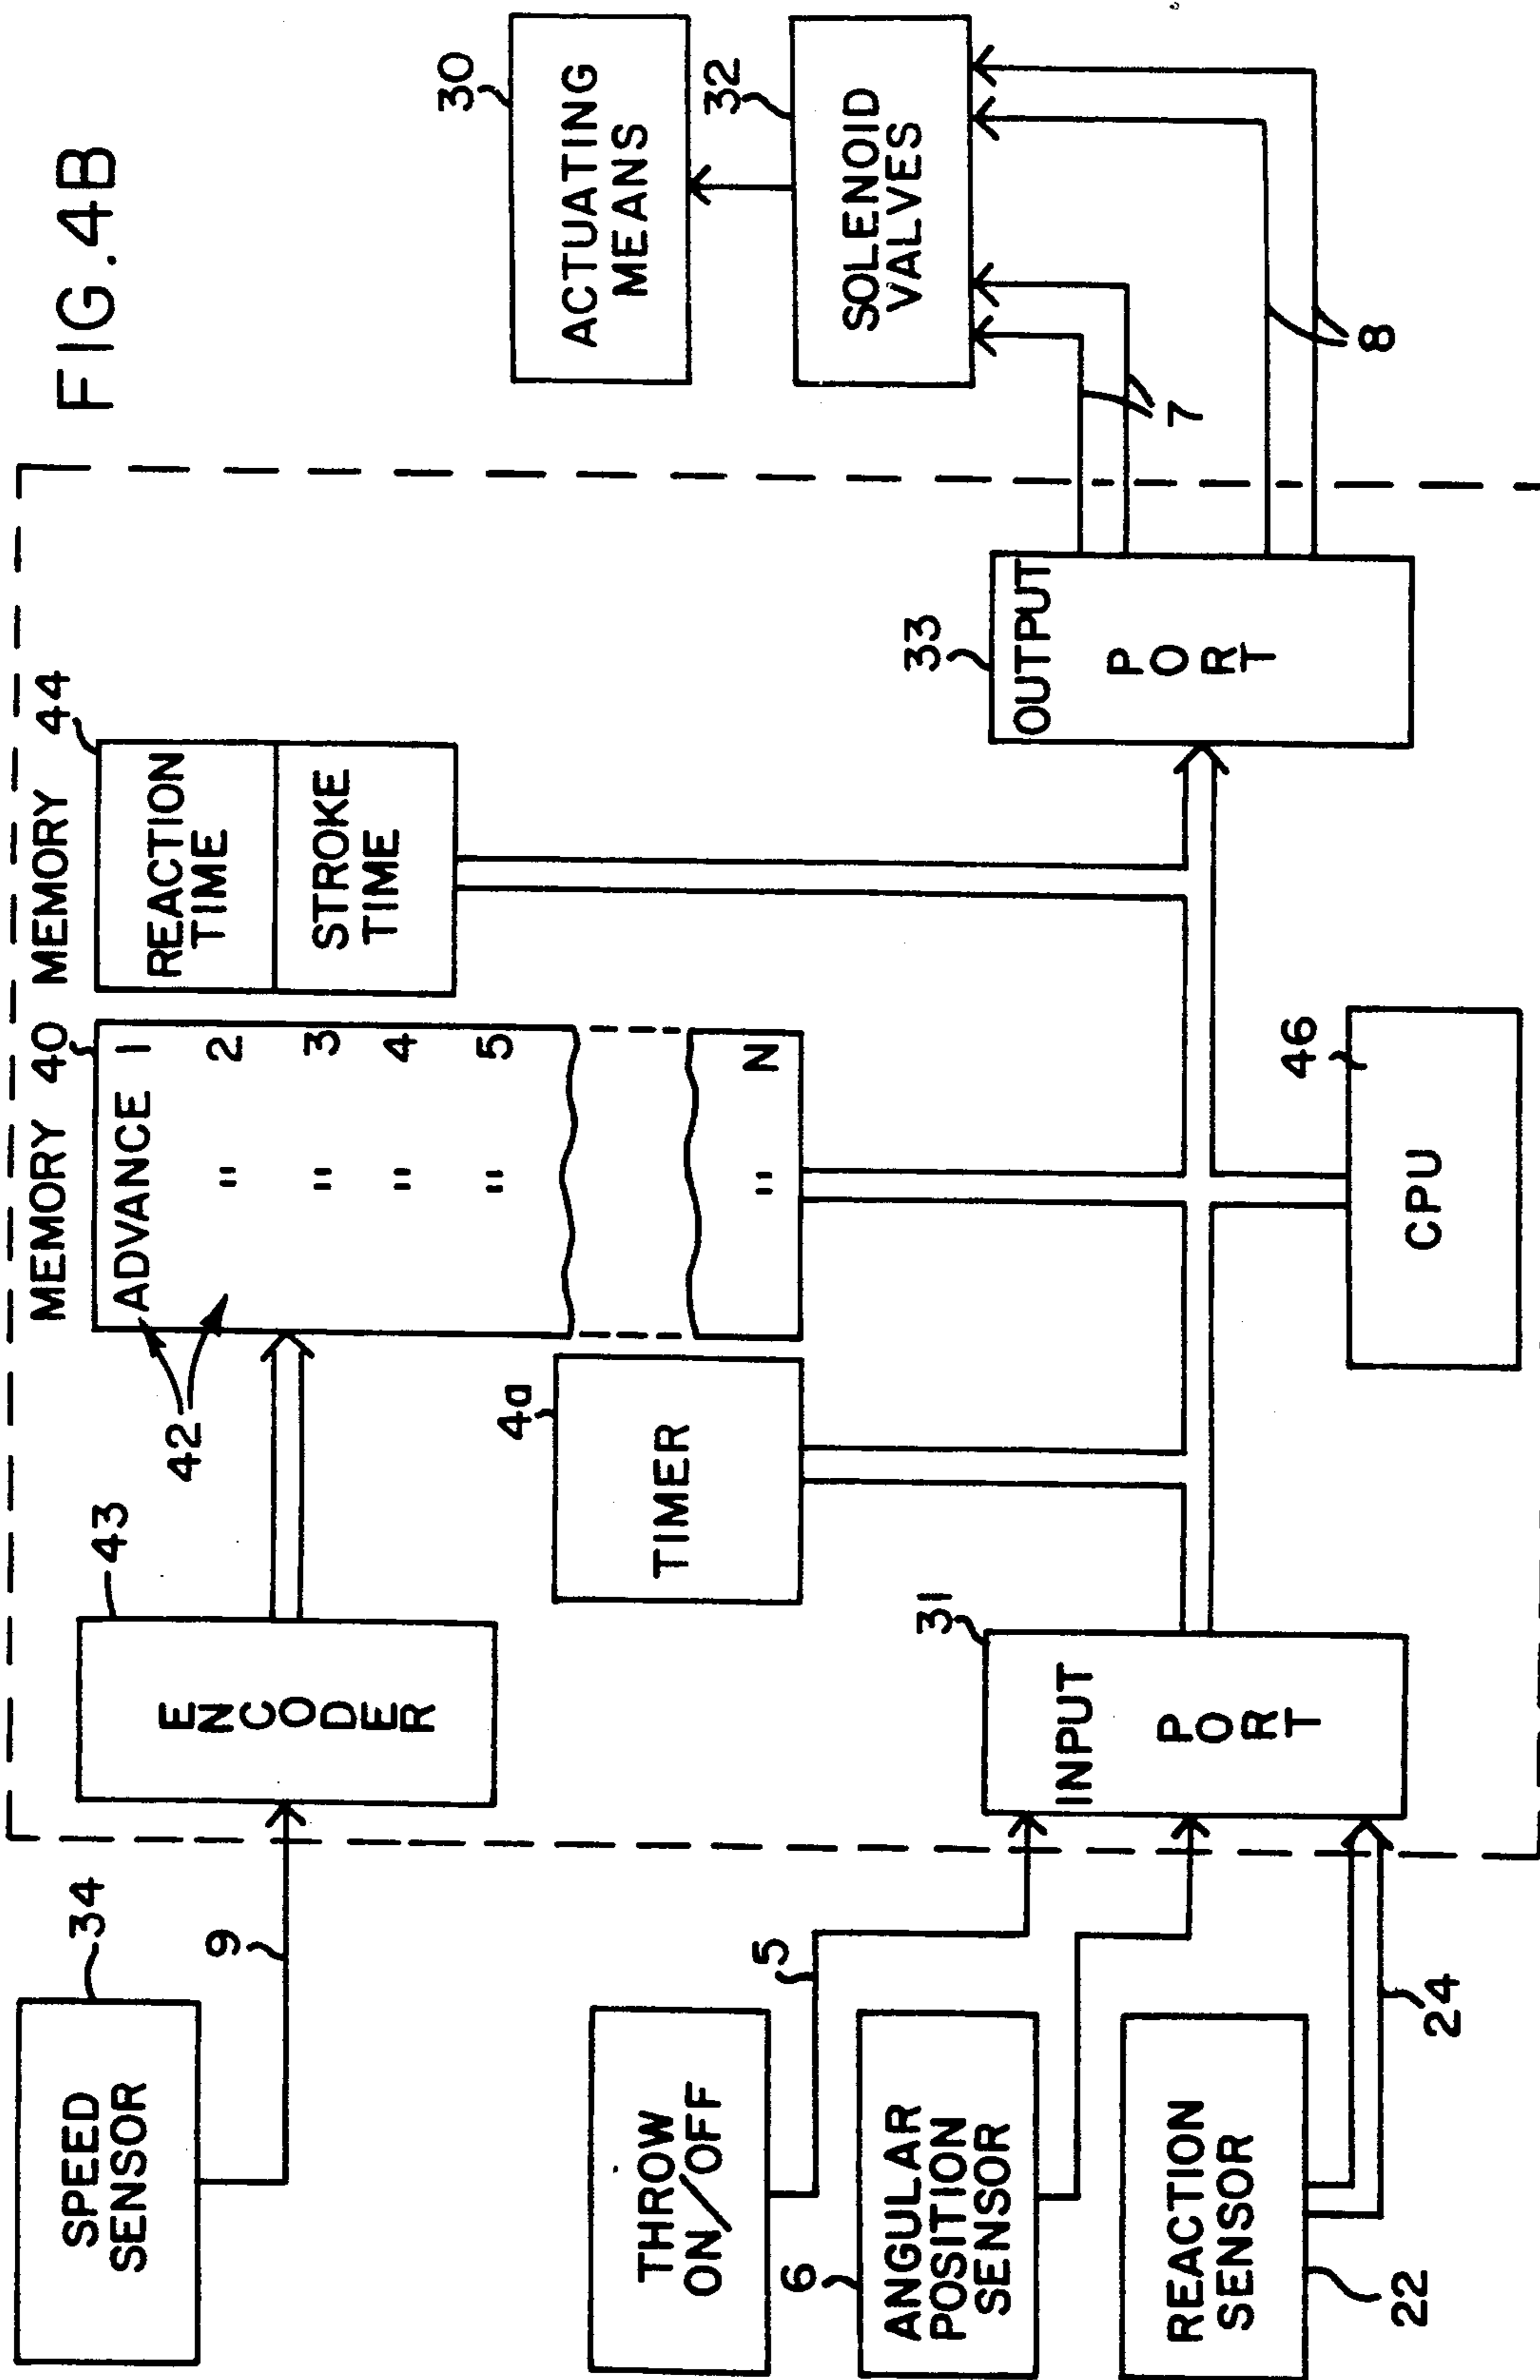 FIG. 4B
SPEED
SENSOR
34
9
THROW
ON/OFF
5
ANGULAR
POSITION
SENSOR
6
REACTION
SENSOR
22
24
ENCODER
43
42
MEMORY 40
ADVANCE 1
" 2
" 3
" 4
" 5
" N
MEMORY 44
REACTION
TIME
STROKE
TIME
TIMER
4a
INPUT
PORT
31
CPU
46
OUTPUT
PORT
33
7
8
ACTUATING
MEANS
30
SOLENOID
VALVES
32